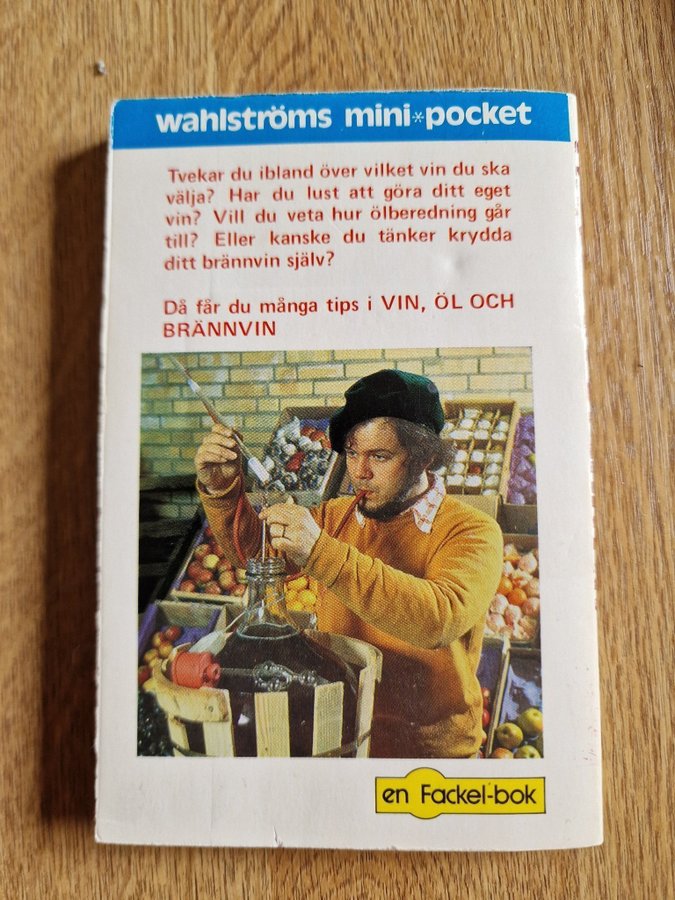 wahlströms mini*pocket
Tvekar du ibland över vilket vin du ska
välja? Har du lust att göra ditt eget
vin? Vill du veta hur ölberedning går
till? Eller kanske du tänker krydda
ditt brännvin själv?
Då får du många tips i VIN, ÖL OCH
BRÄNNVIN
en Fackel-bok